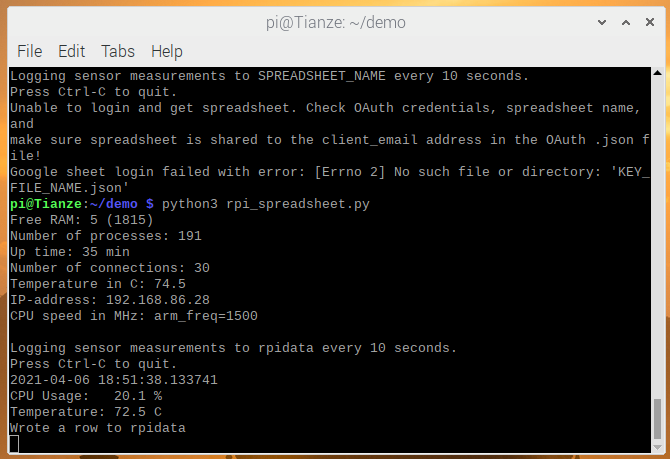 pi@Tianze: ~/demo
File Edit Tabs Help
Logging sensor measurements to SPREADSHEET_NAME every 10 seconds.
Press Ctrl-C to quit.
Unable to login and get spreadsheet. Check OAuth credentials, spreadsheet name,
and
make sure spreadsheet is shared to the client_email address in the OAuth .json f
ile!
Google sheet login failed with error: [Errno 2] No such file or directory: 'KEY_
FILE_NAME.json'
pi@Tianze:~/demo $ python3 rpi_spreadsheet.py
Free RAM: 5 (1815)
Number of processes: 191
Up time: 35 min
Number of connections: 30
Temperature in C: 74.5
IP-address: 192.168.86.28
CPU speed in MHz: arm_freq=1500
Logging sensor measurements to rpidata every 10 seconds.
Press Ctrl-C to quit.
2021-04-06 18:51:38.133741
CPU Usage:   20.1 %
Temperature: 72.5 C
Wrote a row to rpidata